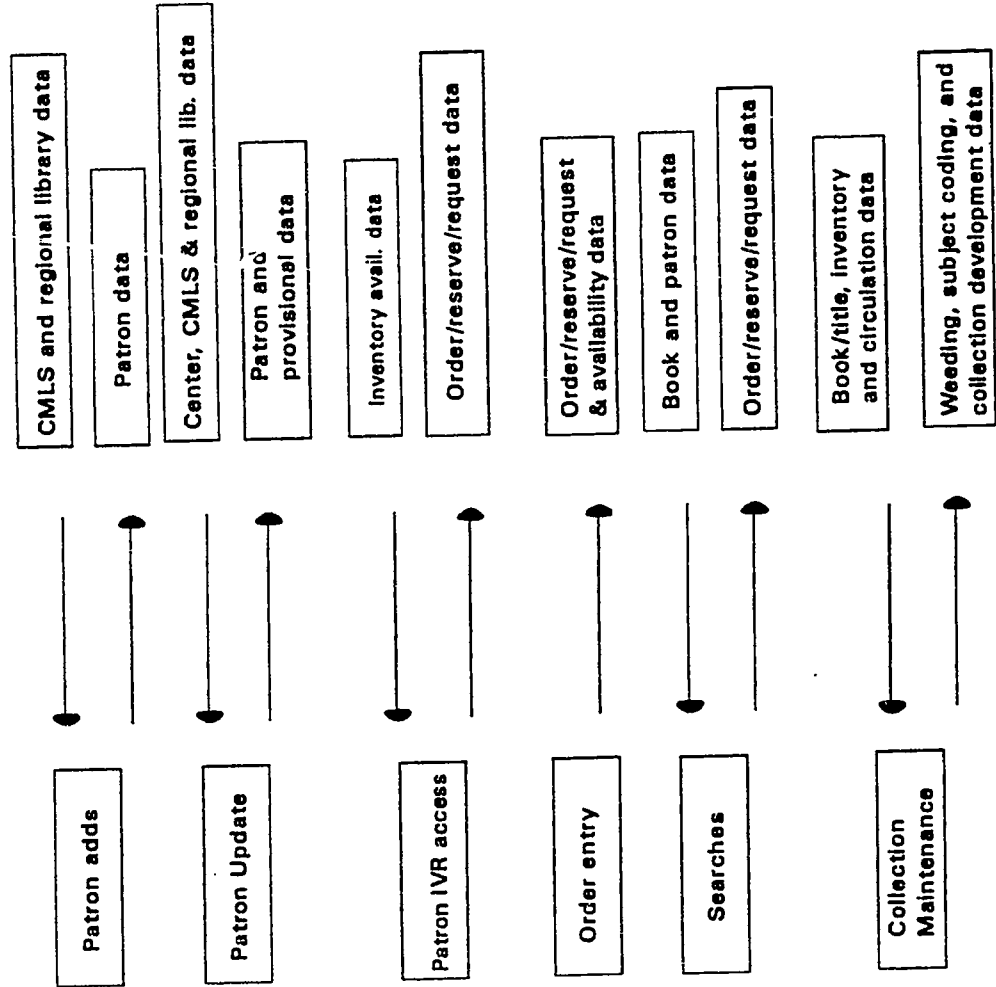 Patron adds
CMLS and regional library data
Patron data
Patron Update
Center, CMLS & regional lib. data
Patron and
provisional data
Patron IVR access
Inventory avail. data
Order/reserve/request data
Order entry
Order/reserve/request
& availability data
Searches
Book and patron data
Order/reserve/request data
Collection
Maintenance
Book/title, inventory
and circulation data
Weeding, subject coding, and
collection development data